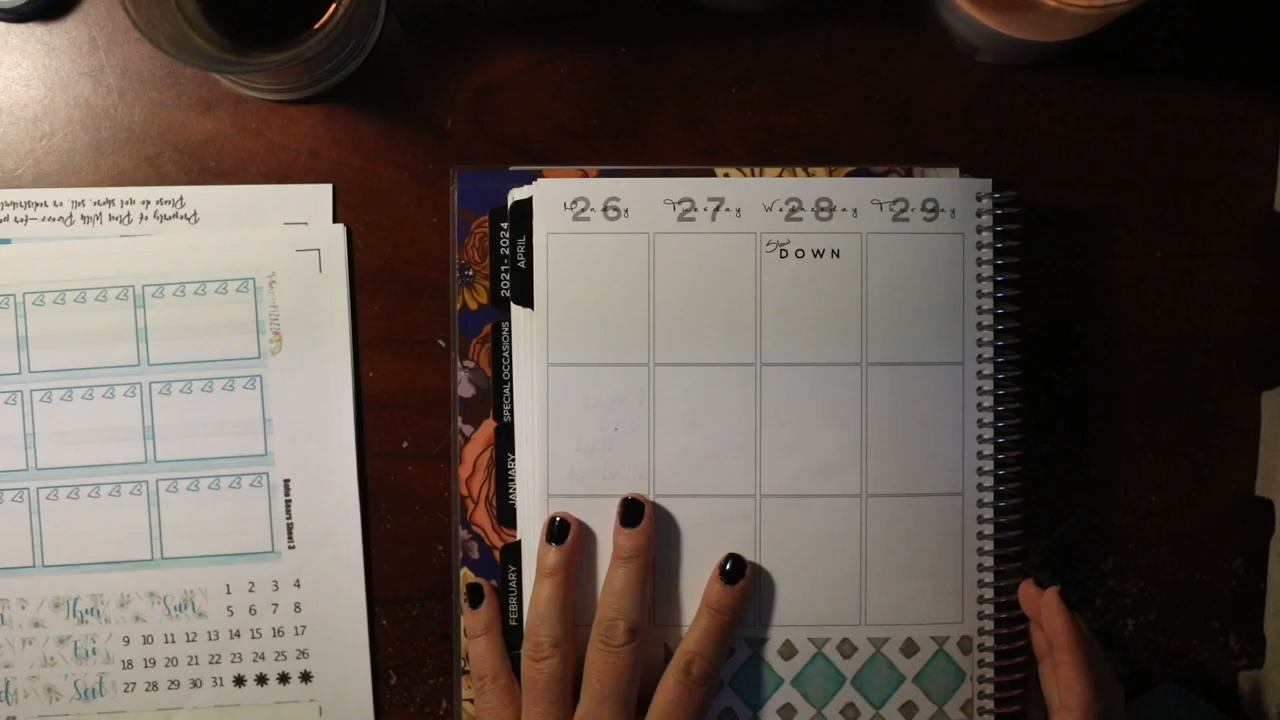 Property of Plan With Pizazz—for p
Please do not share, sell, or redistribute
Boho Bears Sheet 3
Thur
Sun
Fri
Sat
1 2 3 4
5 6 7 8
9 10 11 12 13 14 15 16 17
18 19 20 21 22 23 24 25 26
27 28 29 30 31
2021-2024
SPECIAL OCCASIONS
JANUARY
FEBRUARY
APRIL
26 27 28 29
Monday Tuesday Wednesday Thursday
Slow
DOWN